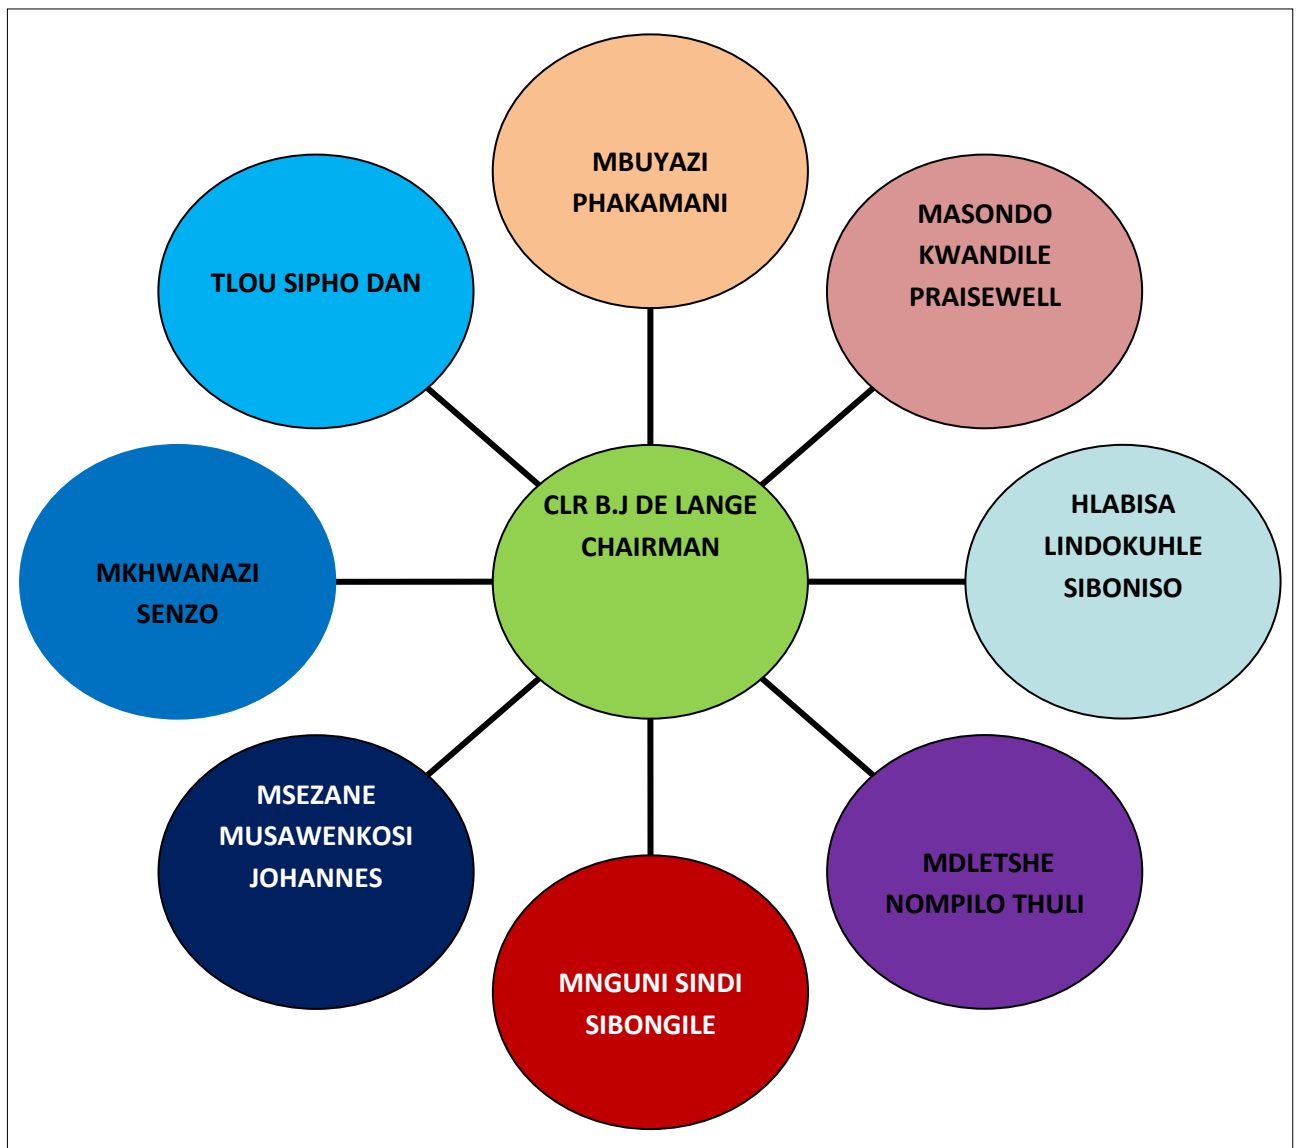 MBUYAZI
PHAKAMANI
MASONDO
KWANDILE
PRAISEWELL
TLOU SIPHO DAN
CLR B.J DE LANGE
CHAIRMAN
HLABISA
LINDOKUHLE
SIBONISO
MKHWANAZI
SENZO
MSEZANE
MUSAWENKOSI
JOHANNES
MDLETSHE
NOMPILO THULI
MNGUNI SINDI
SIBONGILE